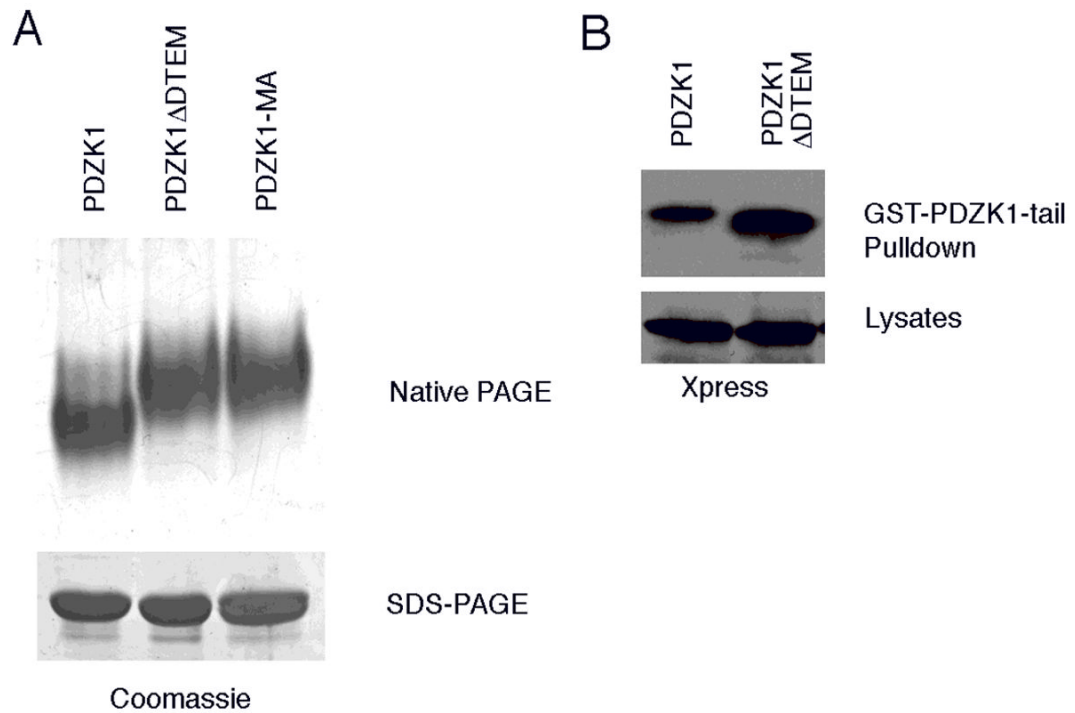 A
PDZK1
PDZK1ΔDTEM
PDZK1-MA
Native PAGE
SDS-PAGE
Coomassie
B
PDZK1
PDZK1
ΔDTEM
GST-PDZK1-tail
Pulldown
Lysates
Xpress